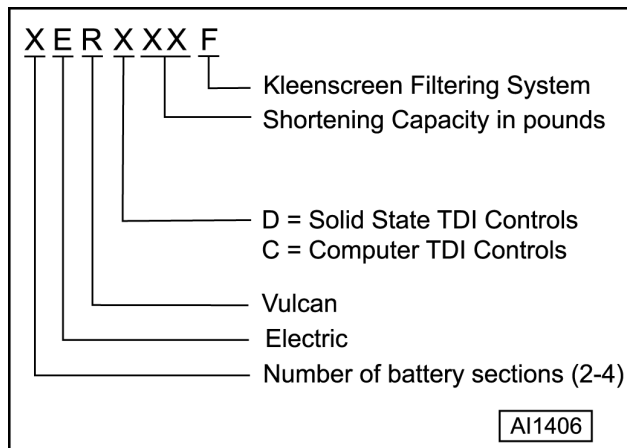 X E R X XX F
Kleenscreen Filtering System
Shortening Capacity in pounds
D = Solid State TDI Controls
C = Computer TDI Controls
Vulcan
Electric
Number of battery sections (2-4)
AI1406